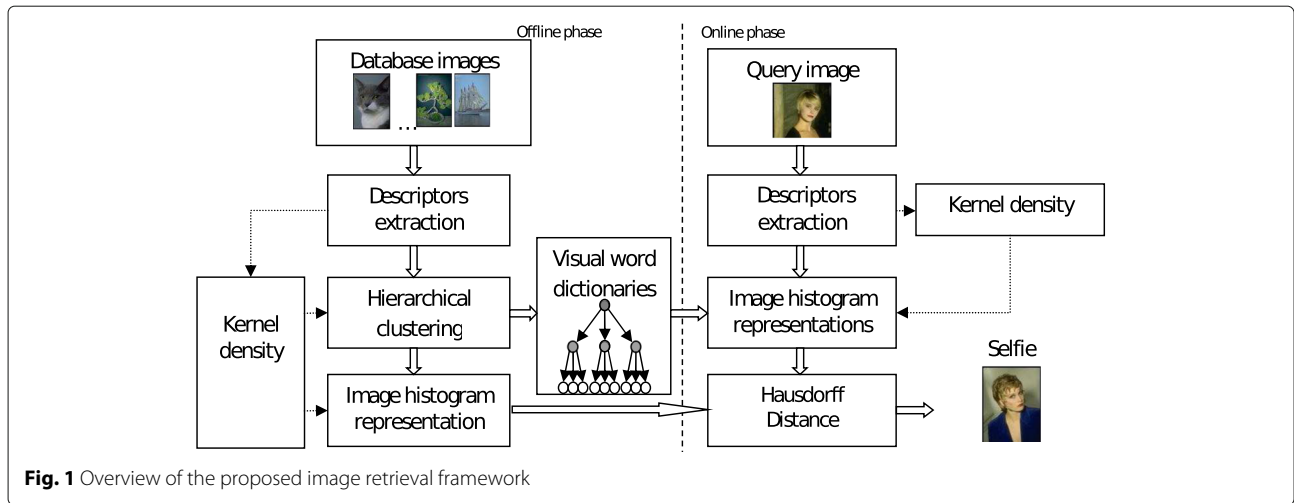 Offline phase
Online phase
Database images
...
Query image
Descriptors
extraction
Descriptors
extraction
Kernel density
Visual word
dictionaries
Hierarchical
clustering
Image histogram
representations
Kernel
density
Selfie
Image histogram
representation
Hausdorff
Distance
Fig. 1 Overview of the proposed image retrieval framework